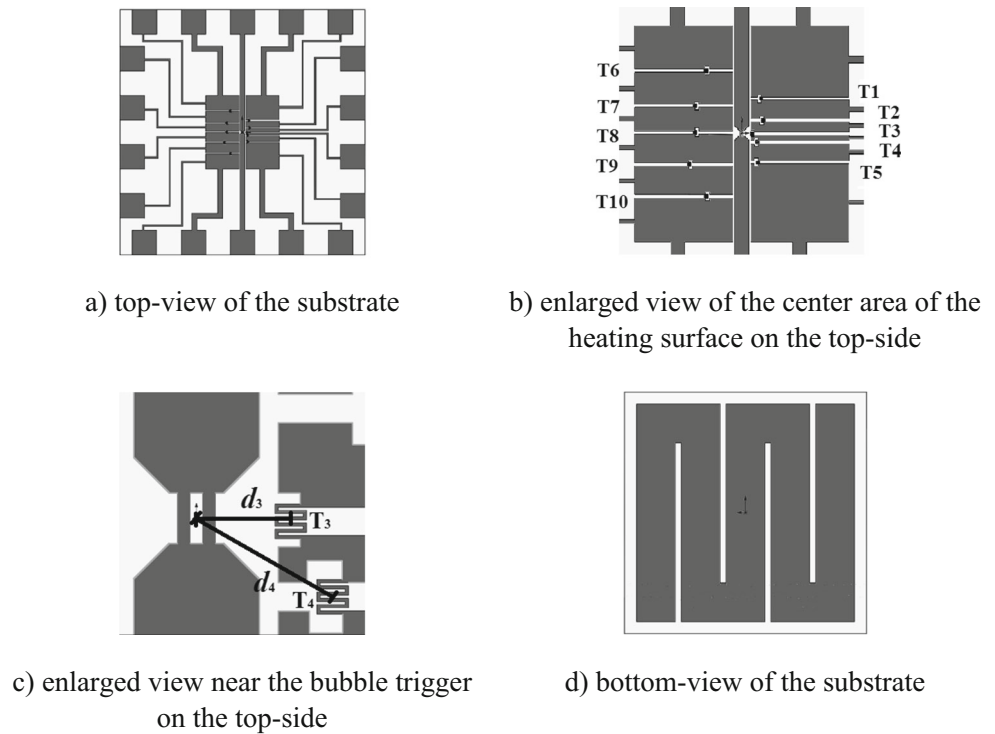 T6
T7
T8
T9
T10
T1
T2
T3
T4
T5
a) top-view of the substrate
b) enlarged view of the center area of the
heating surface on the top-side
d3
T3
d4
T4
c) enlarged view near the bubble trigger
on the top-side
d) bottom-view of the substrate